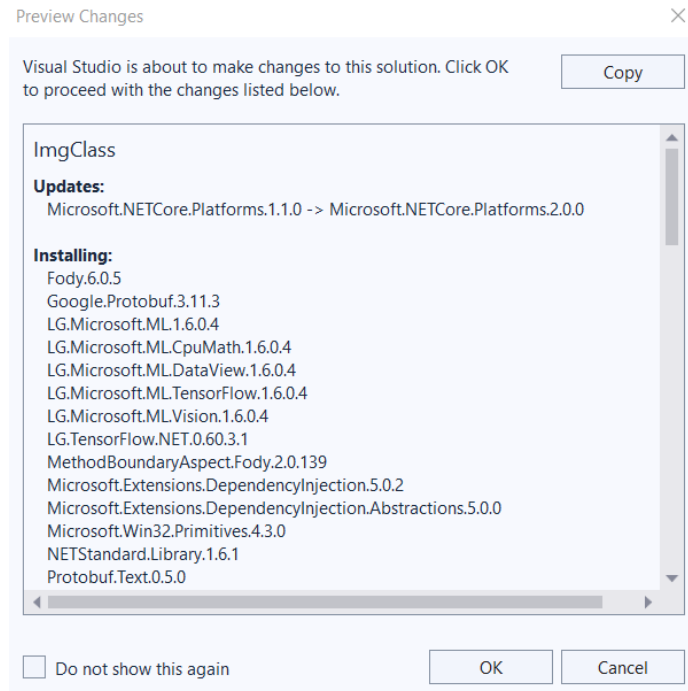 Preview Changes
Visual Studio is about to make changes to this solution. Click OK
to proceed with the changes listed below.
Copy
ImgClass
Updates:
Microsoft.NETCore.Platforms.1.1.0 -> Microsoft.NETCore.Platforms.2.0.0
Installing:
Fody.6.0.5
Google.Protobuf.3.11.3
LG.Microsoft.ML.1.6.0.4
LG.Microsoft.ML.CpuMath.1.6.0.4
LG.Microsoft.ML.DataView.1.6.0.4
LG.Microsoft.ML.TensorFlow.1.6.0.4
LG.Microsoft.ML.Vision.1.6.0.4
LG.TensorFlow.NET.0.60.3.1
MethodBoundaryAspect.Fody.2.0.139
Microsoft.Extensions.DependencyInjection.5.0.2
Microsoft.Extensions.DependencyInjection.Abstractions.5.0.0
Microsoft.Win32.Primitives.4.3.0
NETStandard.Library.1.6.1
Protobuf.Text.0.5.0
Do not show this again
OK
Cancel